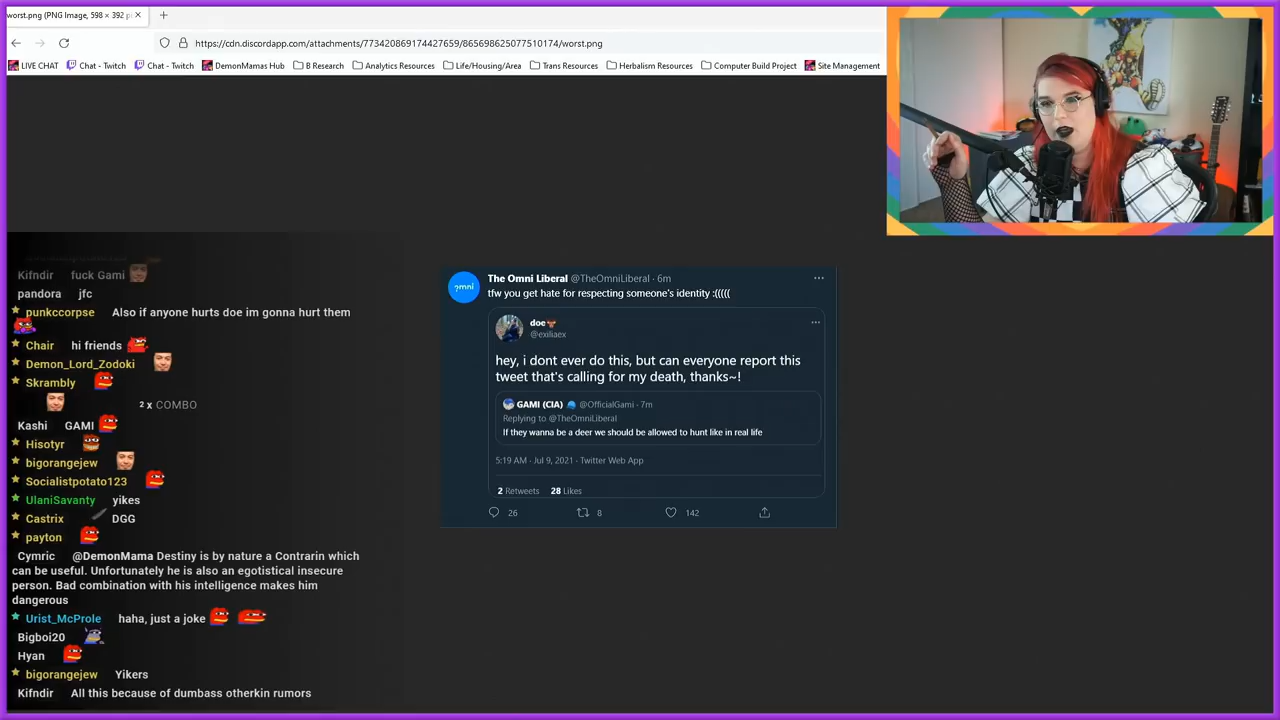 worst.png (PNG Image, 598 × 392 p
https://cdn.discordapp.com/attachments/773420869174427659/865698625077510174/worst.png
LIVE CHAT Chat - Twitch Chat - Twitch DemonMamas Hub B Research Analytics Resources Life/Housing/Area Trans Resources Herbalism Resources Computer Build Project Site Management
Kifndir fuck Gami
pandora jfc
punkccorpse Also if anyone hurts doe im gonna hurt them
Chair hi friends
Demon_Lord_Zodoki
Skrambly
2 x COMBO
Kashi GAMI
Hisotyr
bigorangejew
Socialistpotato123
UlaniSavanty yikes
Castrix DGG
payton
Cymric @DemonMama Destiny is by nature a Contrarin which
can be useful. Unfortunately he is also an egotistical insecure
person. Bad combination with his intelligence makes him
dangerous
Urist_McProle haha, just a joke
Bigboi20
Hyan
bigorangejew Yikers
Kifndir All this because of dumbass otherkin rumors
omni
The Omni Liberal @TheOmniLiberal · 6m
tfw you get hate for respecting someone's identity :(((((
doe
@exiliaex
hey, i dont ever do this, but can everyone report this
tweet that's calling for my death, thanks~!
GAMI (CIA) @OfficialGami · 7m
Replying to @TheOmniLiberal
If they wanna be a deer we should be allowed to hunt like in real life
5:19 AM · Jul 9, 2021 · Twitter Web App
2 Retweets 28 Likes
26 8 142